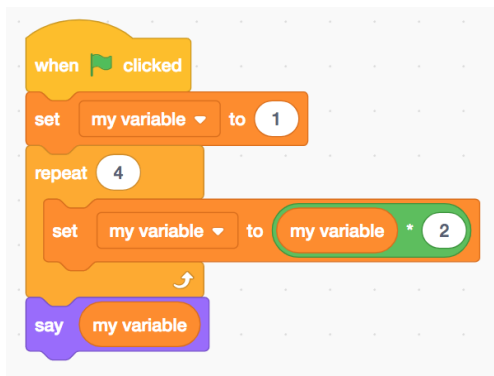 when clicked
set my variable to 1
repeat 4
set my variable to my variable * 2
say my variable